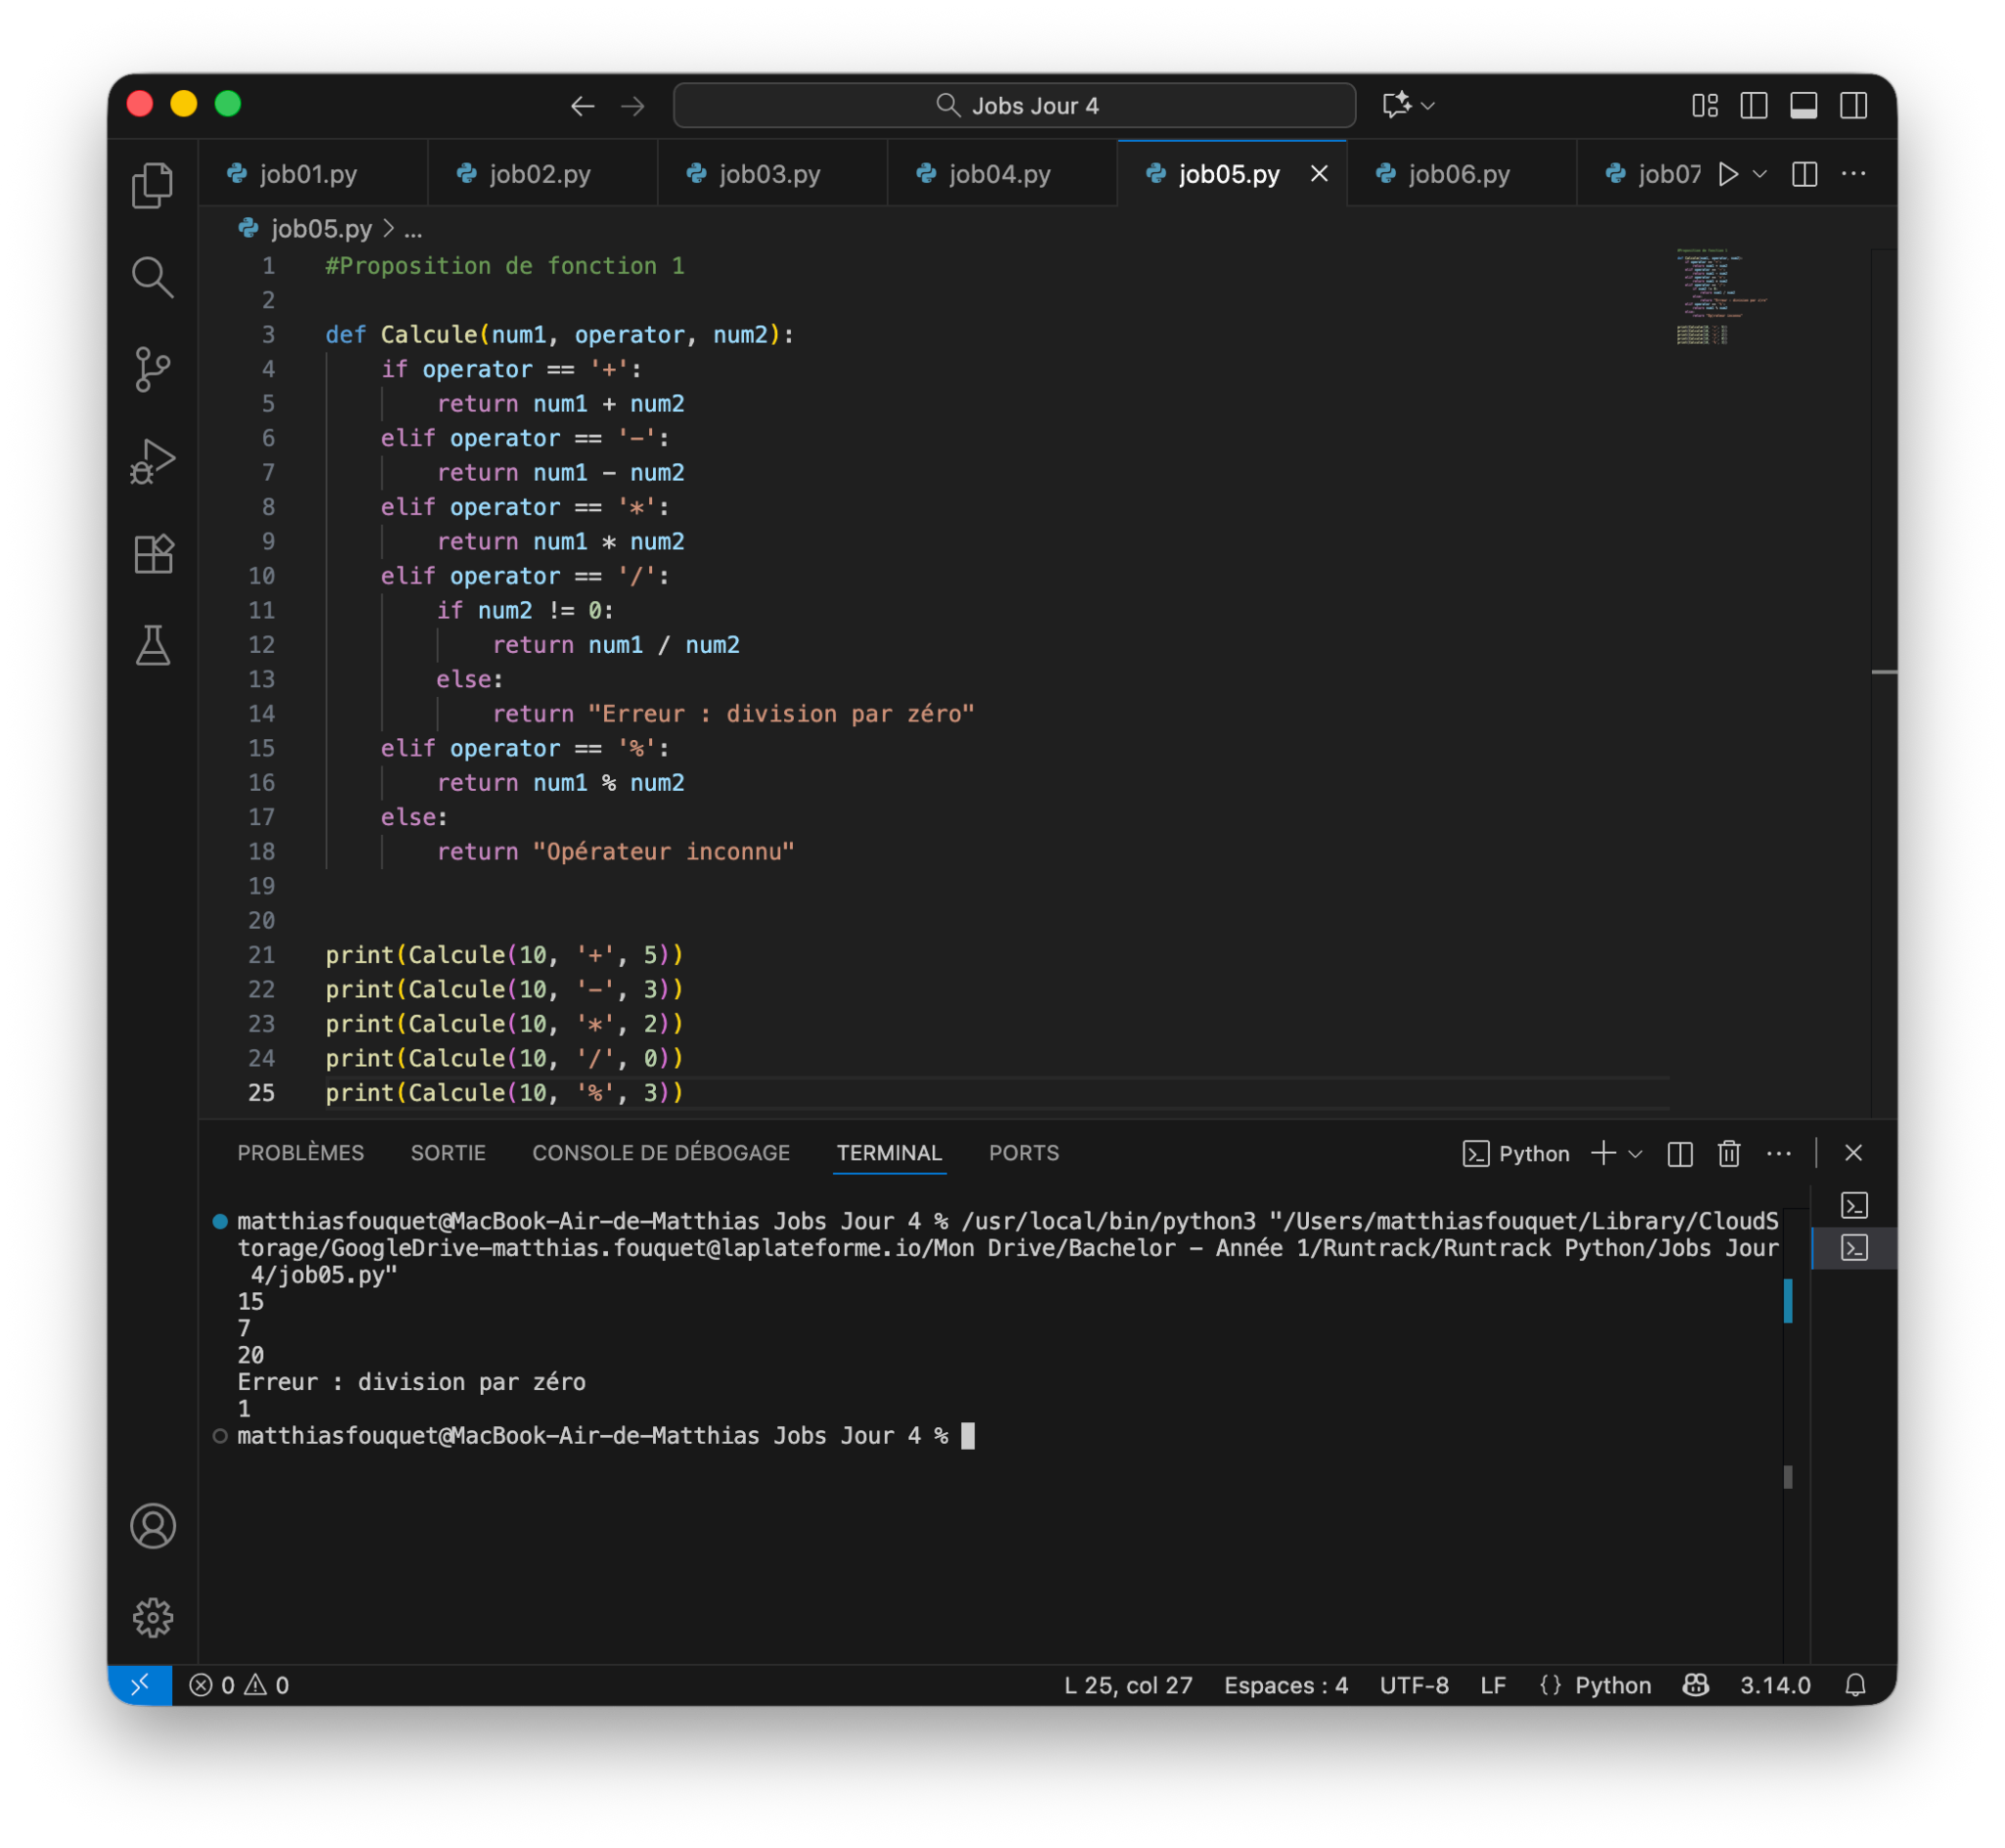 Jobs Jour 4
job01.py
job02.py
job03.py
job04.py
job05.py
job06.py
job07
job05.py > ...
1 #Proposition de fonction 1
2
3 def Calcule(num1, operator, num2):
4 if operator == '+':
5 return num1 + num2
6 elif operator == '-':
7 return num1 - num2
8 elif operator == '*':
9 return num1 * num2
10 elif operator == '/':
11 if num2 != 0:
12 return num1 / num2
13 else:
14 return "Erreur : division par zéro"
15 elif operator == '%':
16 return num1 % num2
17 else:
18 return "Opérateur inconnu"
19
20
21 print(Calcule(10, '+', 5))
22 print(Calcule(10, '-', 3))
23 print(Calcule(10, '*', 2))
24 print(Calcule(10, '/', 0))
25 print(Calcule(10, '%', 3))
PROBLÈMES SORTIE CONSOLE DE DÉBOGAGE TERMINAL PORTS Python
matthiasfouquet@MacBook-Air-de-Matthias Jobs Jour 4 % /usr/local/bin/python3 "/Users/matthiasfouquet/Library/CloudS
torage/GoogleDrive-matthias.fouquet@laplateforme.io/Mon Drive/Bachelor - Année 1/Runtrack/Runtrack Python/Jobs Jour
4/job05.py"
15
7
20
Erreur : division par zéro
1
matthiasfouquet@MacBook-Air-de-Matthias Jobs Jour 4 %
0 0 L 25, col 27 Espaces : 4 UTF-8 LF {} Python 3.14.0